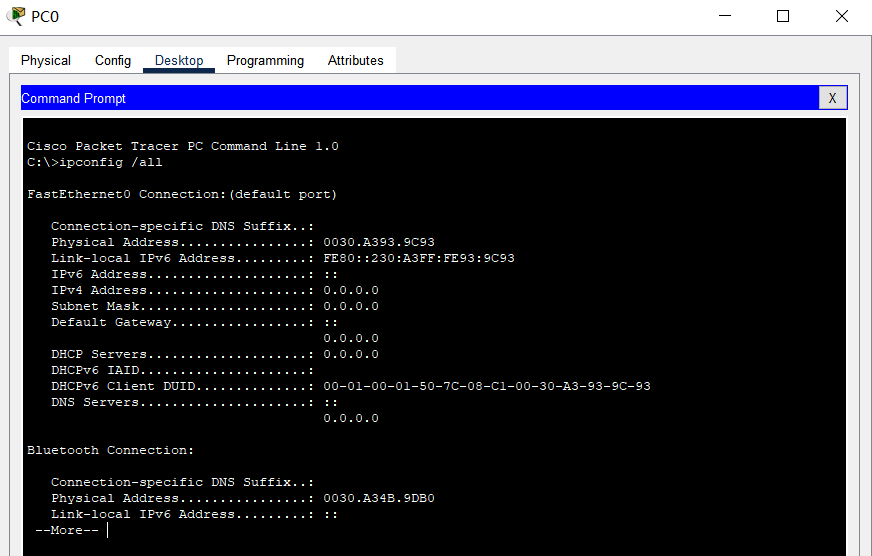 PC0
Physical Config Desktop Programming Attributes
Command Prompt X
Cisco Packet Tracer PC Command Line 1.0
C:\>ipconfig /all
FastEthernet0 Connection:(default port)
Connection-specific DNS Suffix..:
Physical Address................: 0030.A393.9C93
Link-local IPv6 Address.........: FE80::230:A3FF:FE93:9C93
IPv6 Address....................: ::
IPv4 Address....................: 0.0.0.0
Subnet Mask.....................: 0.0.0.0
Default Gateway.................: ::
0.0.0.0
DHCP Servers....................: 0.0.0.0
DHCPv6 IAID.....................:
DHCPv6 Client DUID..............: 00-01-00-01-50-7C-08-C1-00-30-A3-93-9C-93
DNS Servers.....................: ::
0.0.0.0
Bluetooth Connection:
Connection-specific DNS Suffix..:
Physical Address................: 0030.A34B.9DB0
Link-local IPv6 Address.........: ::
--More--